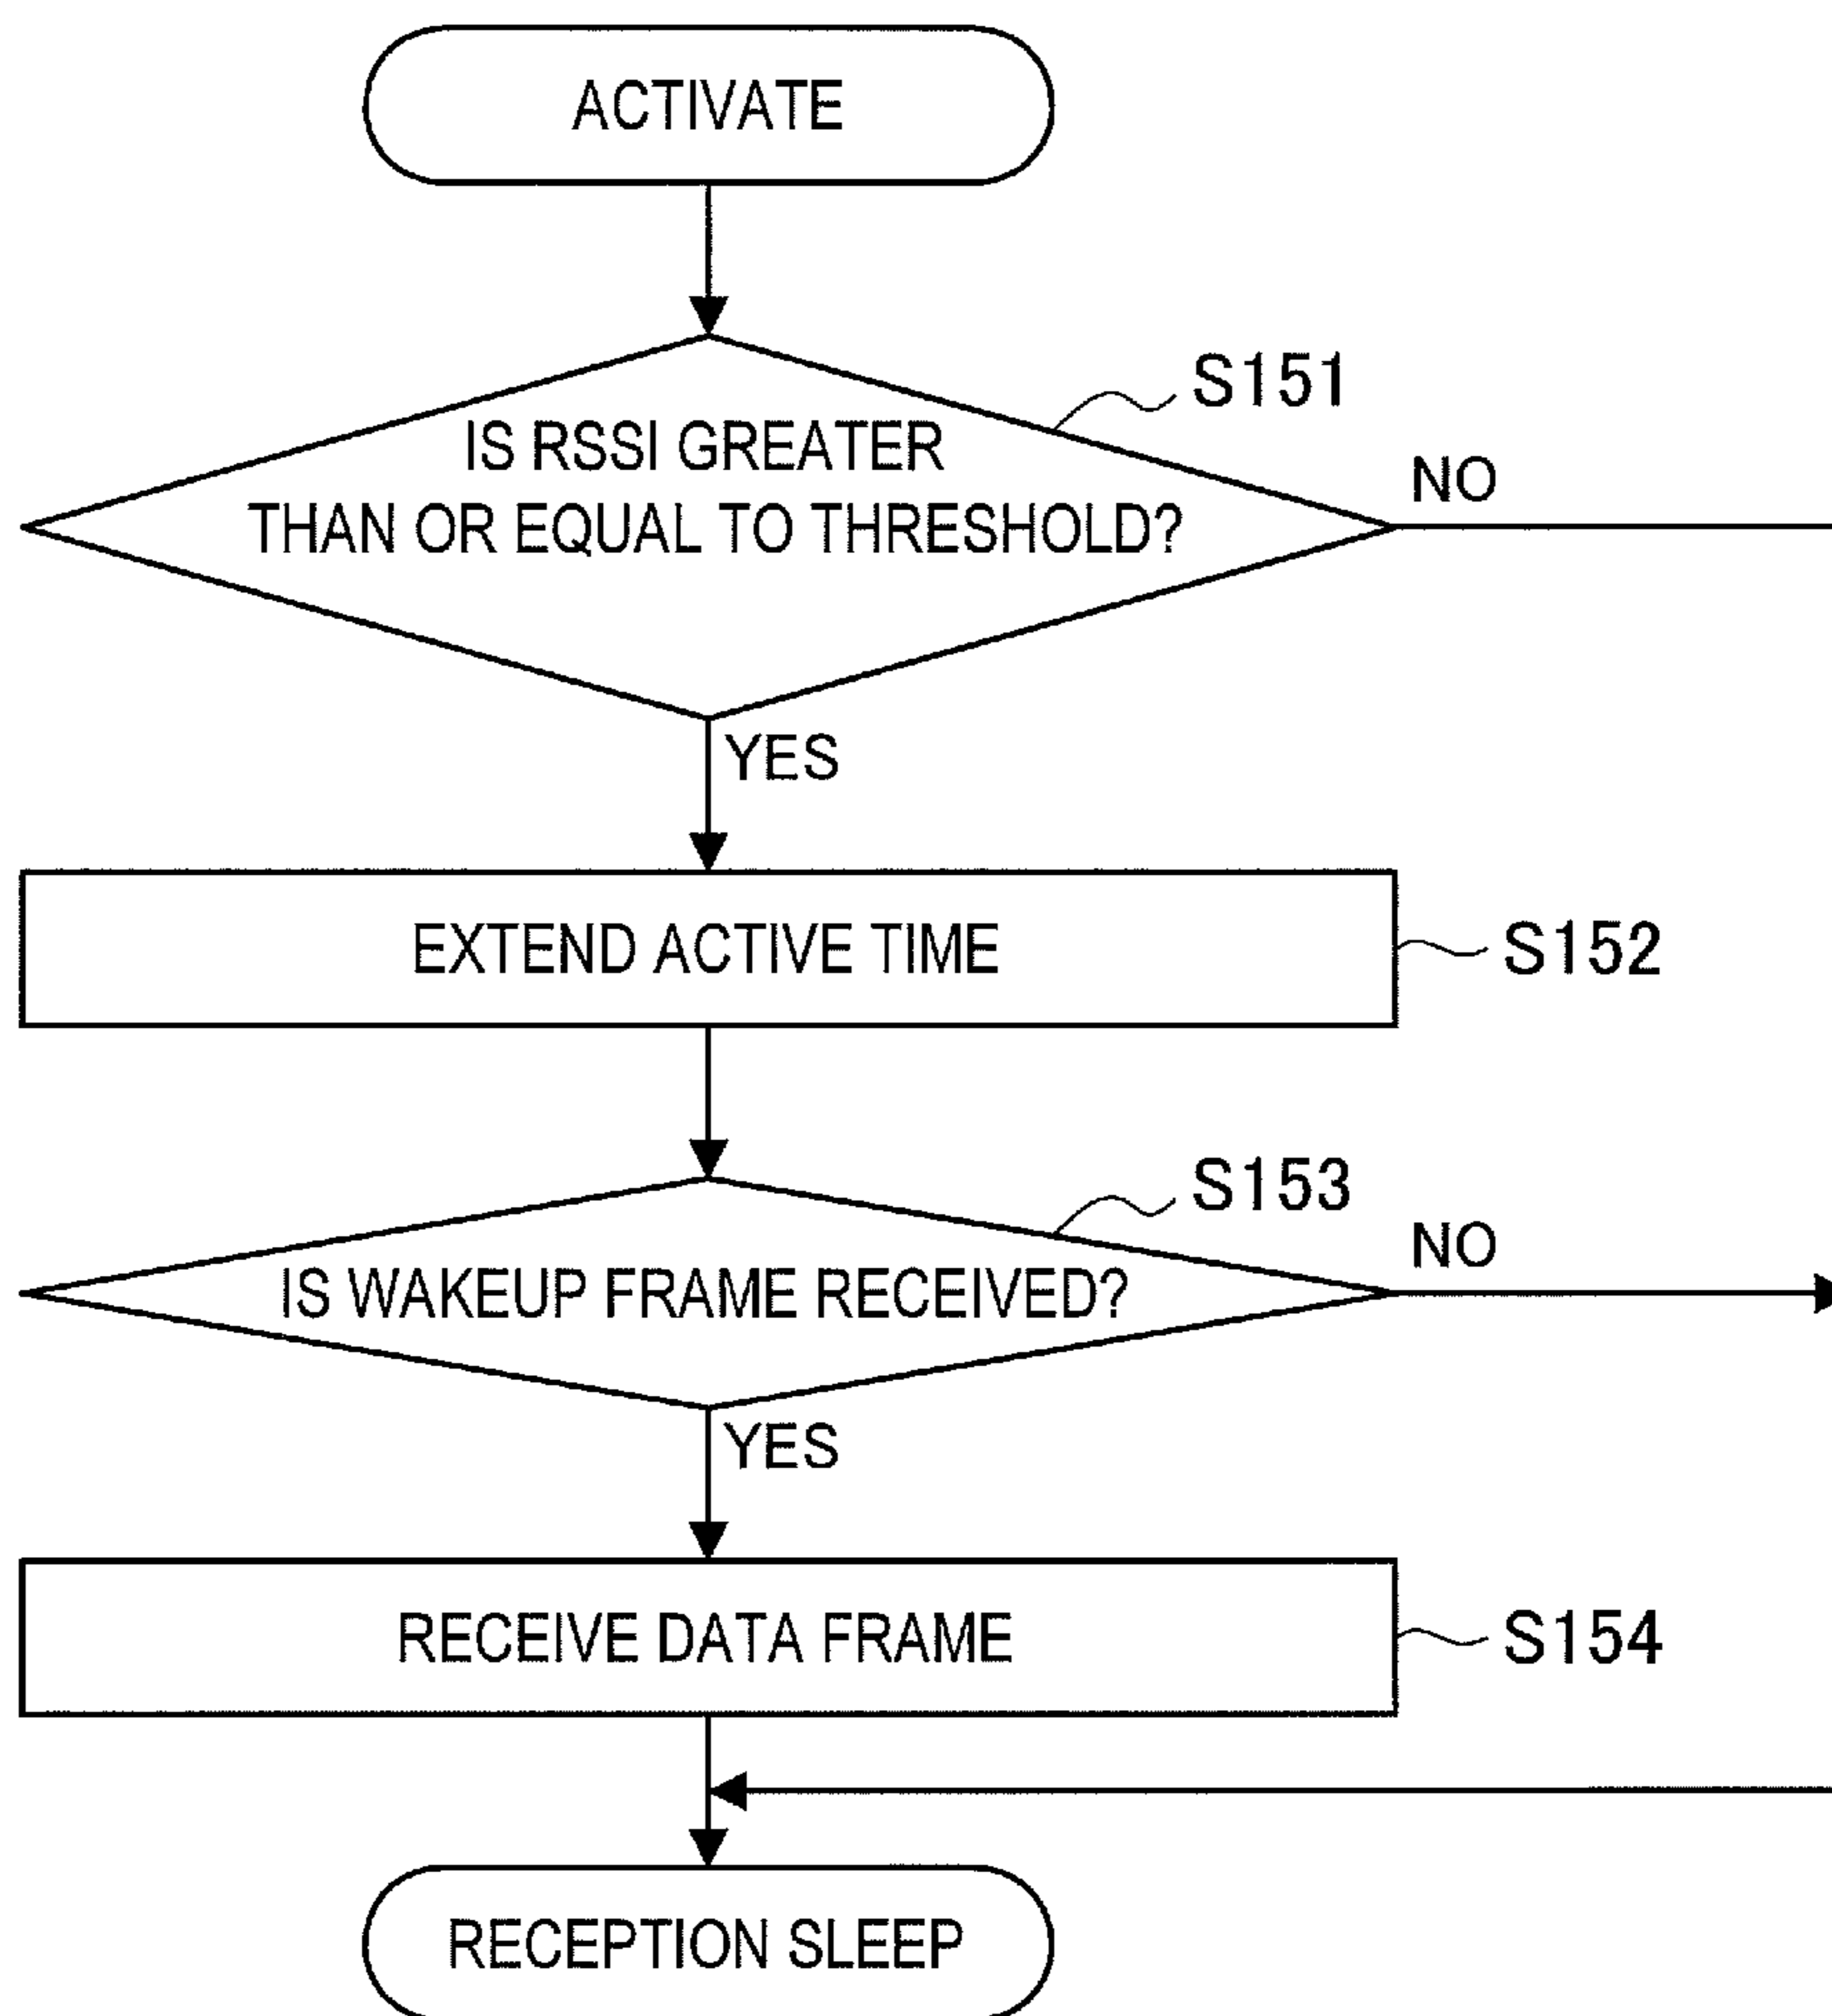 ACTIVATE
S151
IS RSSI GREATER
THAN OR EQUAL TO THRESHOLD?
NO
YES
EXTEND ACTIVE TIME
S152
S153
NO
IS WAKEUP FRAME RECEIVED?
YES
RECEIVE DATA FRAME
S154
RECEPTION SLEEP